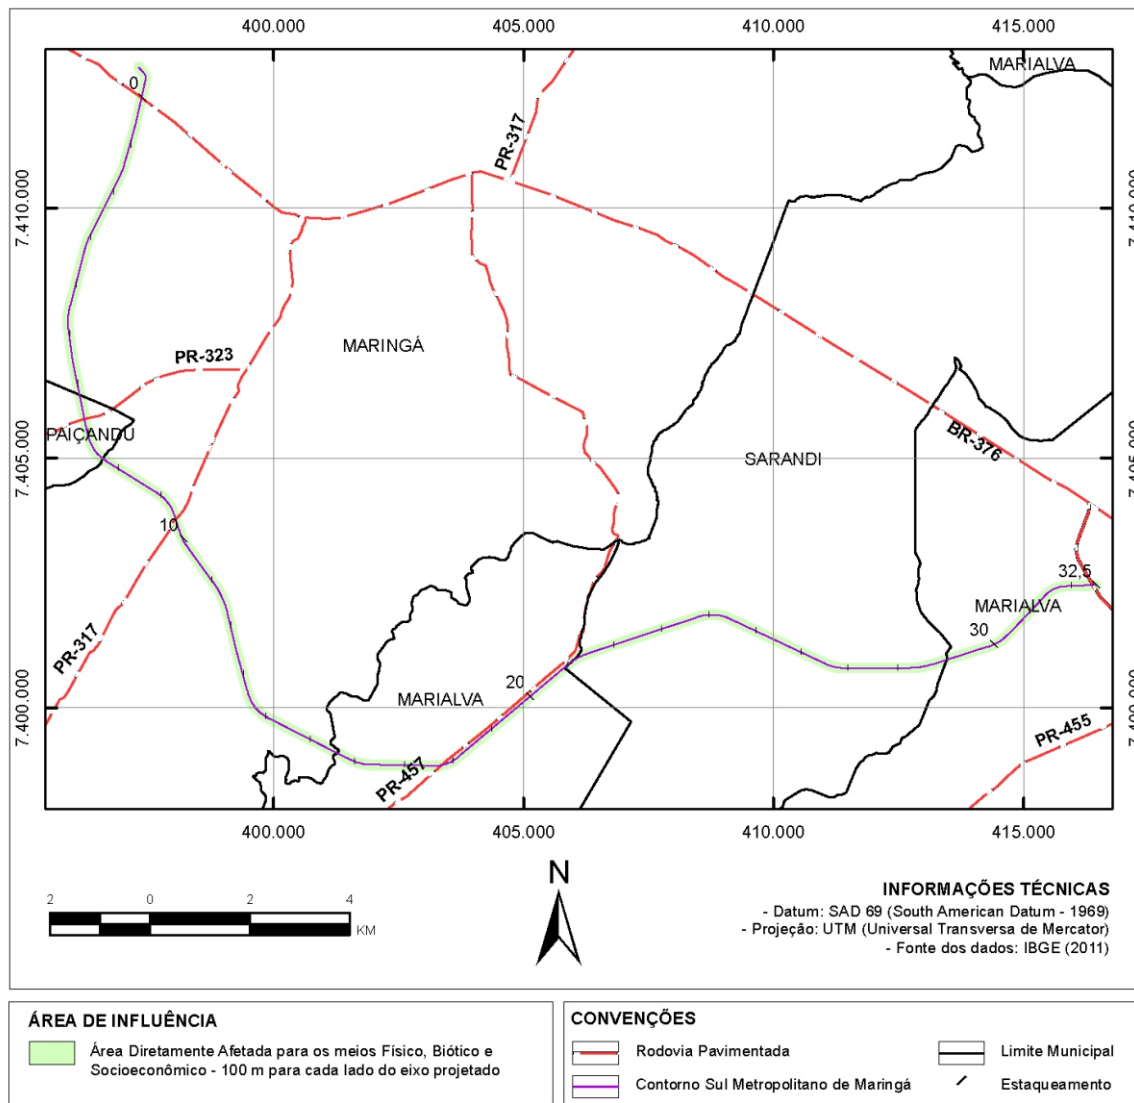 400.000 405.000 410.000 415.000
MARIALVA
0
PR-317
7.410.000 7.410.000
MARINGÁ
PR-323
PAIÇANDU
BR-376
7.405.000 7.405.000
SARANDI
10
32,5
MARIALVA
30
PR-317
20
MARIALVA
7.400.000 7.400.000
PR-455
PR-457
400.000 405.000 410.000 415.000
N
2 0 2 4
KM
INFORMAÇÕES TÉCNICAS
- Datum: SAD 69 (South American Datum - 1969)
- Projeção: UTM (Universal Transversa de Mercator)
- Fonte dos dados: IBGE (2011)
ÁREA DE INFLUÊNCIA
Área Diretamente Afetada para os meios Físico, Biótico e
Socioeconômico - 100 m para cada lado do eixo projetado
CONVENÇÕES
Rodovia Pavimentada
Limite Municipal
Contorno Sul Metropolitano de Maringá
Estaqueamento